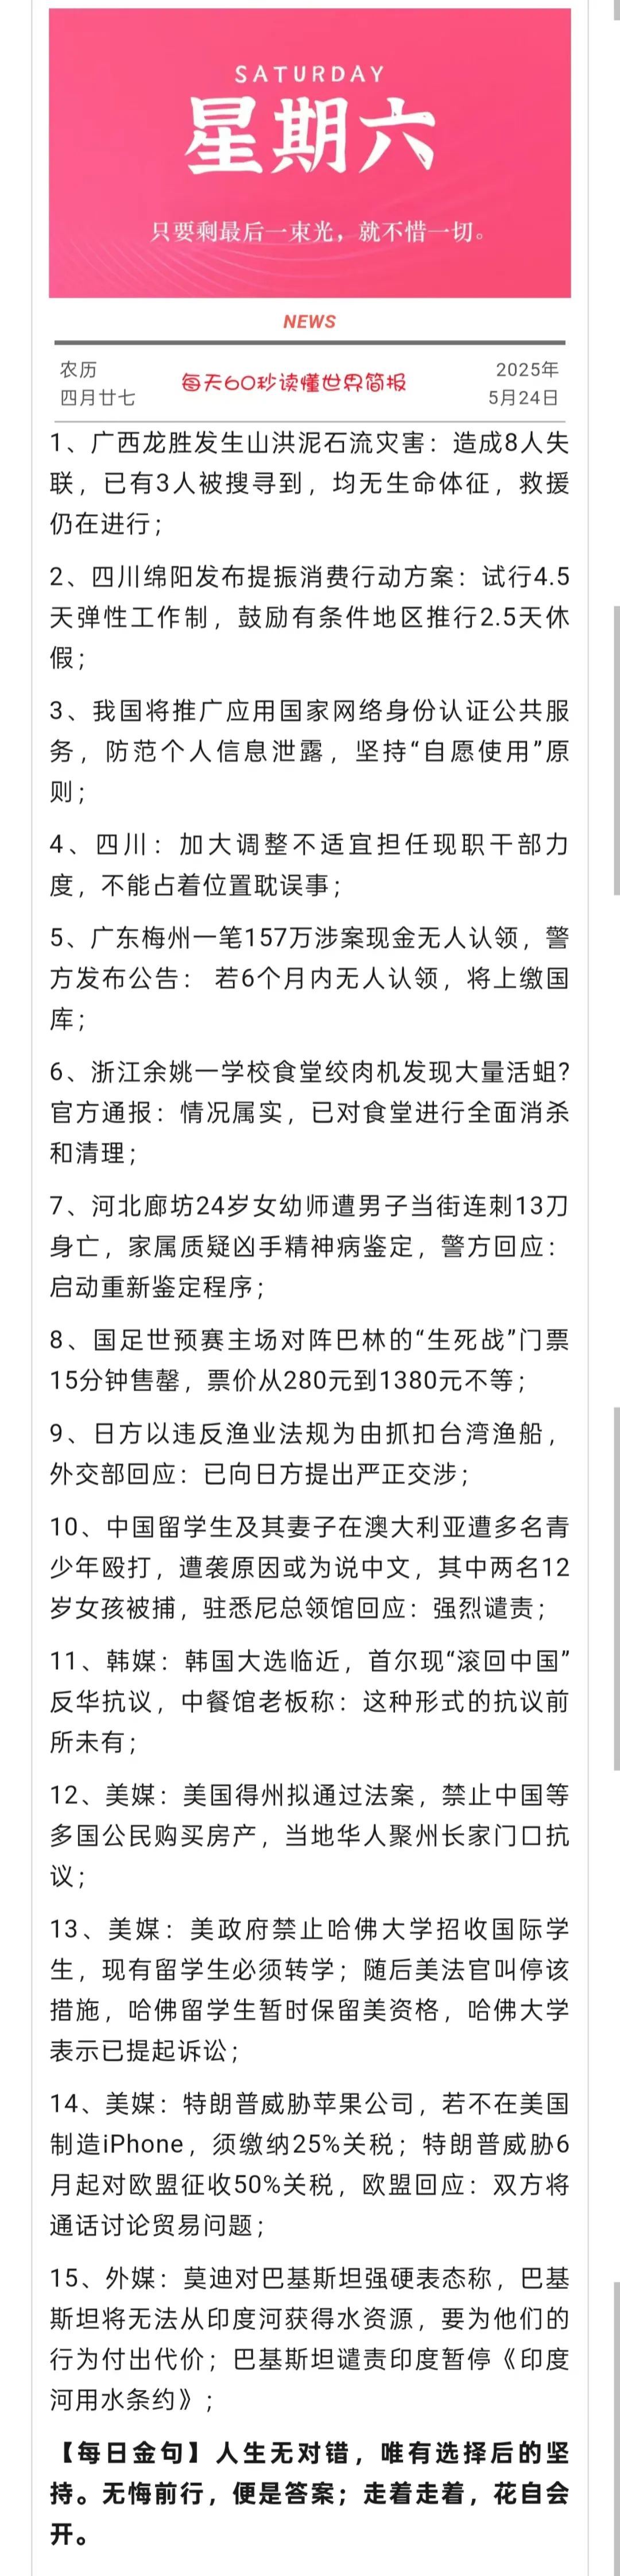 SATURDAY
星期六
只要剩最后一束光，就不惜一切。
NEWS
农历
四月廿七
每天60秒读懂世界简报
2025年
5月24日
1、广西龙胜发生山洪泥石流灾害：造成8人失
联，已有3人被搜寻到，均无生命体征，救援
仍在进行；
2、四川绵阳发布提振消费行动方案：试行4.5
天弹性工作制，鼓励有条件地区推行2.5天休
假；
3、我国将推广应用国家网络身份认证公共服
务，防范个人信息泄露，坚持“自愿使用”原
则；
4、四川：加大调整不适宜担任现职干部力
度，不能占着位置耽误事；
5、广东梅州一笔157万涉案现金无人认领，警
方发布公告： 若6个月内无人认领，将上缴国
库；
6、浙江余姚一学校食堂绞肉机发现大量活蛆?
官方通报：情况属实，已对食堂进行全面消杀
和清理；
7、河北廊坊24岁女幼师遭男子当街连刺13刀
身亡，家属质疑凶手精神病鉴定，警方回应：
启动重新鉴定程序；
8、国足世预赛主场对阵巴林的“生死战”门票
15分钟售罄，票价从280元到1380元不等；
9、日方以违反渔业法规为由抓扣台湾渔船，
外交部回应：已向日方提出严正交涉；
10、中国留学生及其妻子在澳大利亚遭多名青
少年殴打，遭袭原因或为说中文，其中两名12
岁女孩被捕，驻悉尼总领馆回应：强烈谴责；
11、韩媒：韩国大选临近，首尔现“滚回中国”
反华抗议，中餐馆老板称：这种形式的抗议前
所未有；
12、美媒：美国得州拟通过法案，禁止中国等
多国公民购买房产，当地华人聚州长家门口抗
议；
13、美媒：美政府禁止哈佛大学招收国际学
生，现有留学生必须转学；随后美法官叫停该
措施，哈佛留学生暂时保留美资格，哈佛大学
表示已提起诉讼；
14、美媒：特朗普威胁苹果公司，若不在美国
制造iPhone，须缴纳25%关税；特朗普威胁6
月起对欧盟征收50%关税，欧盟回应：双方将
通话讨论贸易问题；
15、外媒：莫迪对巴基斯坦强硬表态称，巴基
斯坦将无法从印度河获得水资源，要为他们的
行为付出代价；巴基斯坦谴责印度暂停《印度
河用水条约》；
【每日金句】人生无对错，唯有选择后的坚
持。无悔前行，便是答案；走着走着，花自会
开。